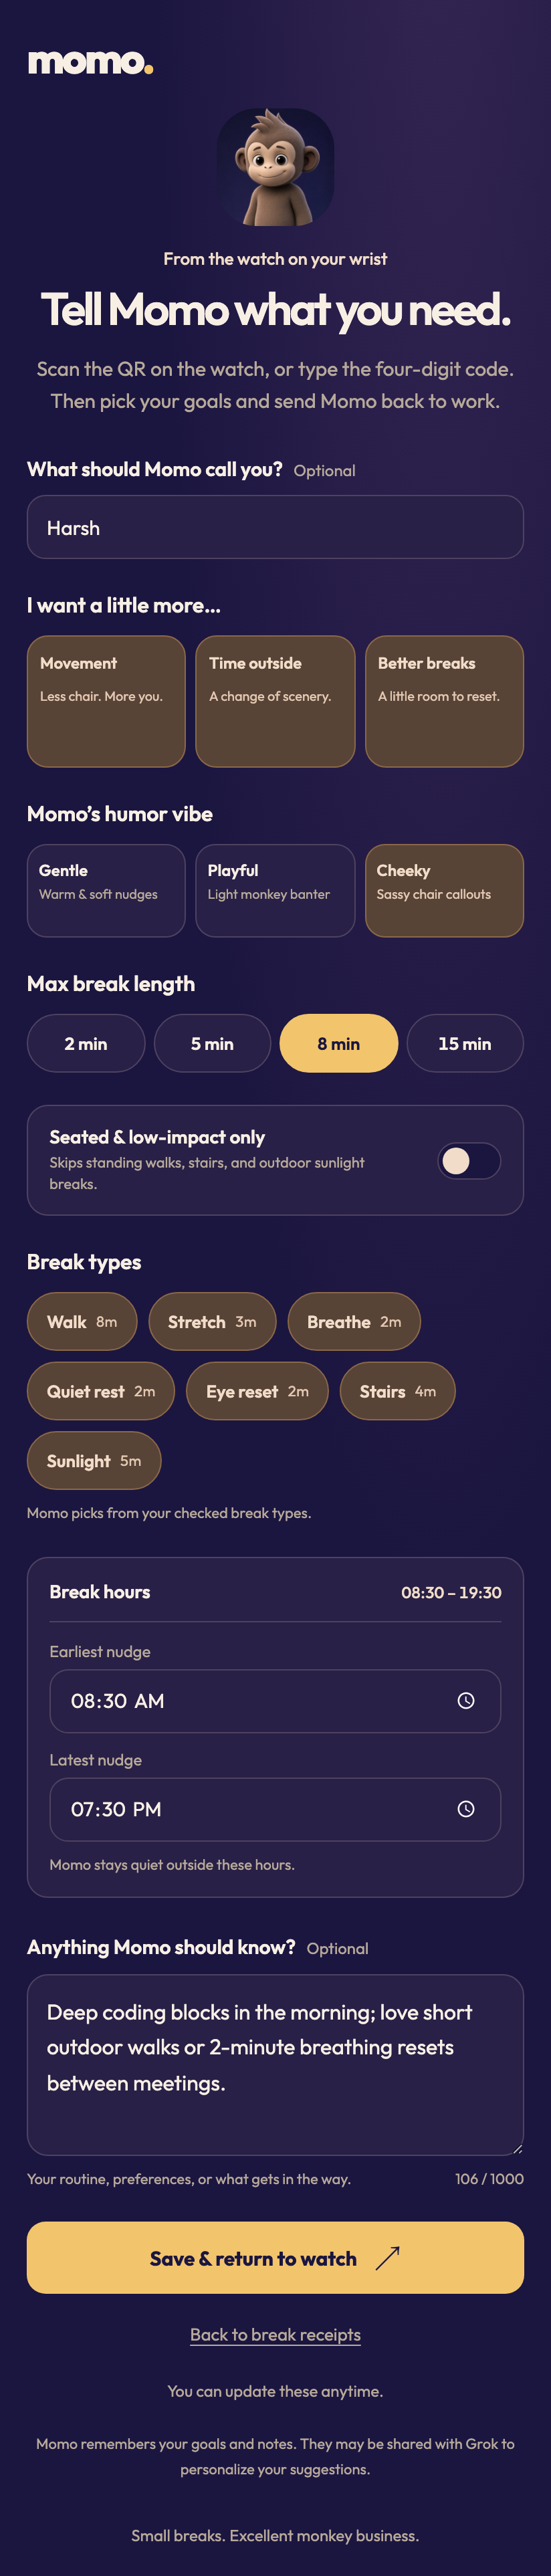 momo.
From the watch on your wrist
Tell Momo what you need.
Scan the QR on the watch, or type the four-digit code.
Then pick your goals and send Momo back to work.
What should Momo call you? Optional
Harsh
I want a little more...
Movement
Less chair. More you.
Time outside
A change of scenery.
Better breaks
A little room to reset.
Momo’s humor vibe
Gentle
Warm & soft nudges
Playful
Light monkey banter
Cheeky
Sassy chair callouts
Max break length
2 min
5 min
8 min
15 min
Seated & low-impact only
Skips standing walks, stairs, and outdoor sunlight
breaks.
Break types
Walk 8m
Stretch 3m
Breathe 2m
Quiet rest 2m
Eye reset 2m
Stairs 4m
Sunlight 5m
Momo picks from your checked break types.
Break hours
08:30 – 19:30
Earliest nudge
08:30 AM
Latest nudge
07:30 PM
Momo stays quiet outside these hours.
Anything Momo should know? Optional
Deep coding blocks in the morning; love short
outdoor walks or 2-minute breathing resets
between meetings.
Your routine, preferences, or what gets in the way.
106 / 1000
Save & return to watch
Back to break receipts
You can update these anytime.
Momo remembers your goals and notes. They may be shared with Grok to
personalize your suggestions.
Small breaks. Excellent monkey business.